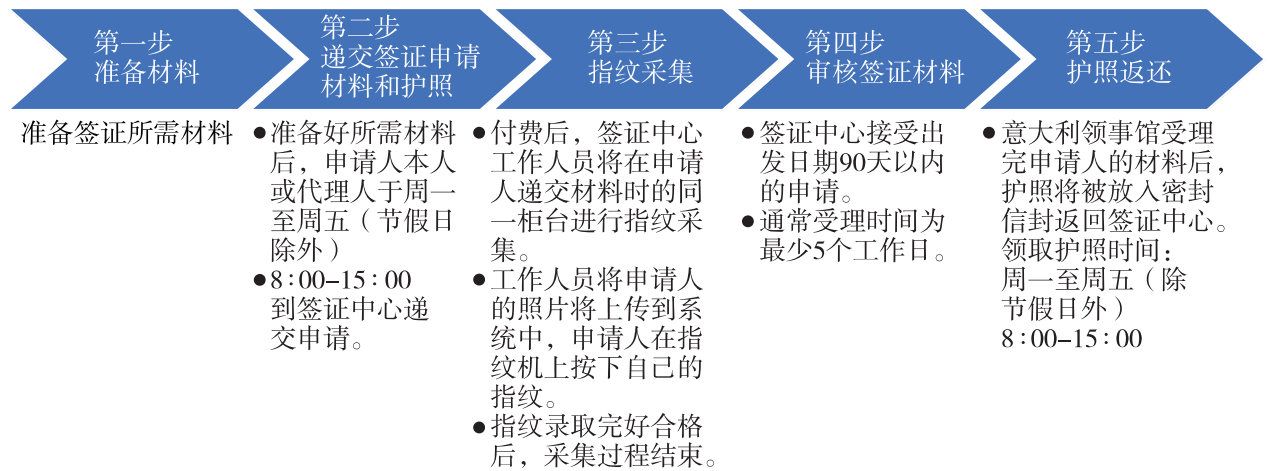 第一步
准备材料
第二步
递交签证申请
材料和护照
第三步
指纹采集
第四步
审核签证材料
第五步
护照返还
准备签证所需材料
●准备好所需材料
后，申请人本人
或代理人于周一
至周五（节假日
除外）
●8：00–15：00
到签证中心递
交申请。
●付费后，签证中心
工作人员将在申请
人递交材料时的同
一柜台进行指纹采
集。
●工作人员将申请人
的照片将上传到系
统中，申请人在指
纹机上按下自己的
指纹。
●指纹录取完好合格
后，采集过程结束。
●签证中心接受出
发日期90天以内
的申请。
●通常受理时间为
最少5个工作日。
●意大利领事馆受理
完申请人的材料后，
护照将被放入密封
信封返回签证中心。
领取护照时间：
周一至周五（除
节假日外）
8：00–15：00